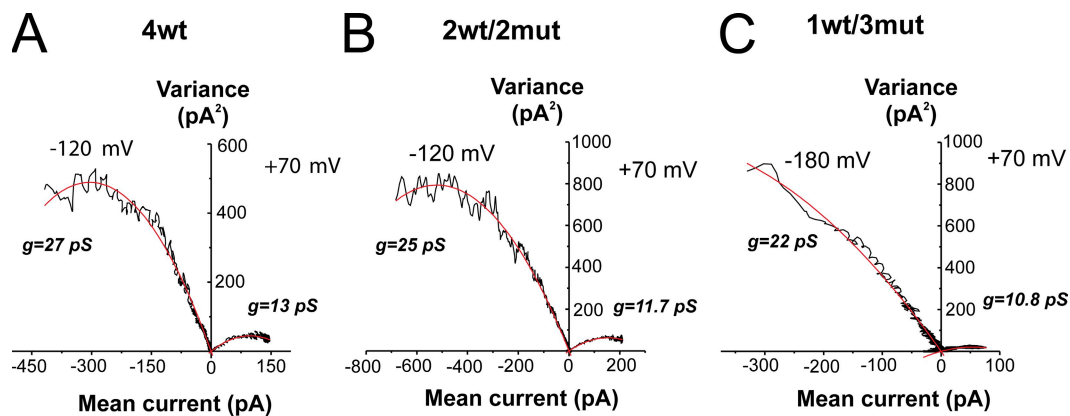 A
4wt
Variance
(pA²)
600
400
200
-120 mV
+70 mV
g=27 pS
g=13 pS
-450 -300 -150 0 150
Mean current (pA)
B
2wt/2mut
Variance
(pA²)
1000
800
600
400
200
-120 mV
+70 mV
g=25 pS
g=11.7 pS
-800 -600 -400 -200 0 200
Mean current (pA)
C
1wt/3mut
Variance
(pA²)
1000
800
600
400
200
-180 mV
+70 mV
g=22 pS
g=10.8 pS
-300 -200 -100 0 100
Mean current (pA)